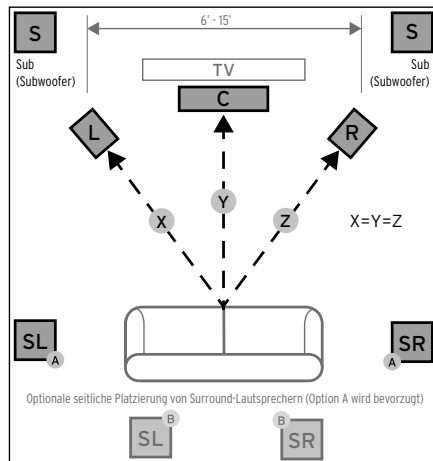 S
6' - 15'
S
Sub
(Subwoofer)
TV
Sub
(Subwoofer)
C
L
R
X
Y
Z
X=Y=Z
SL
A
SR
A
Optionale seitliche Platzierung von Surround-Lautsprechern (Option A wird bevorzugt)
SL
B
B
SR